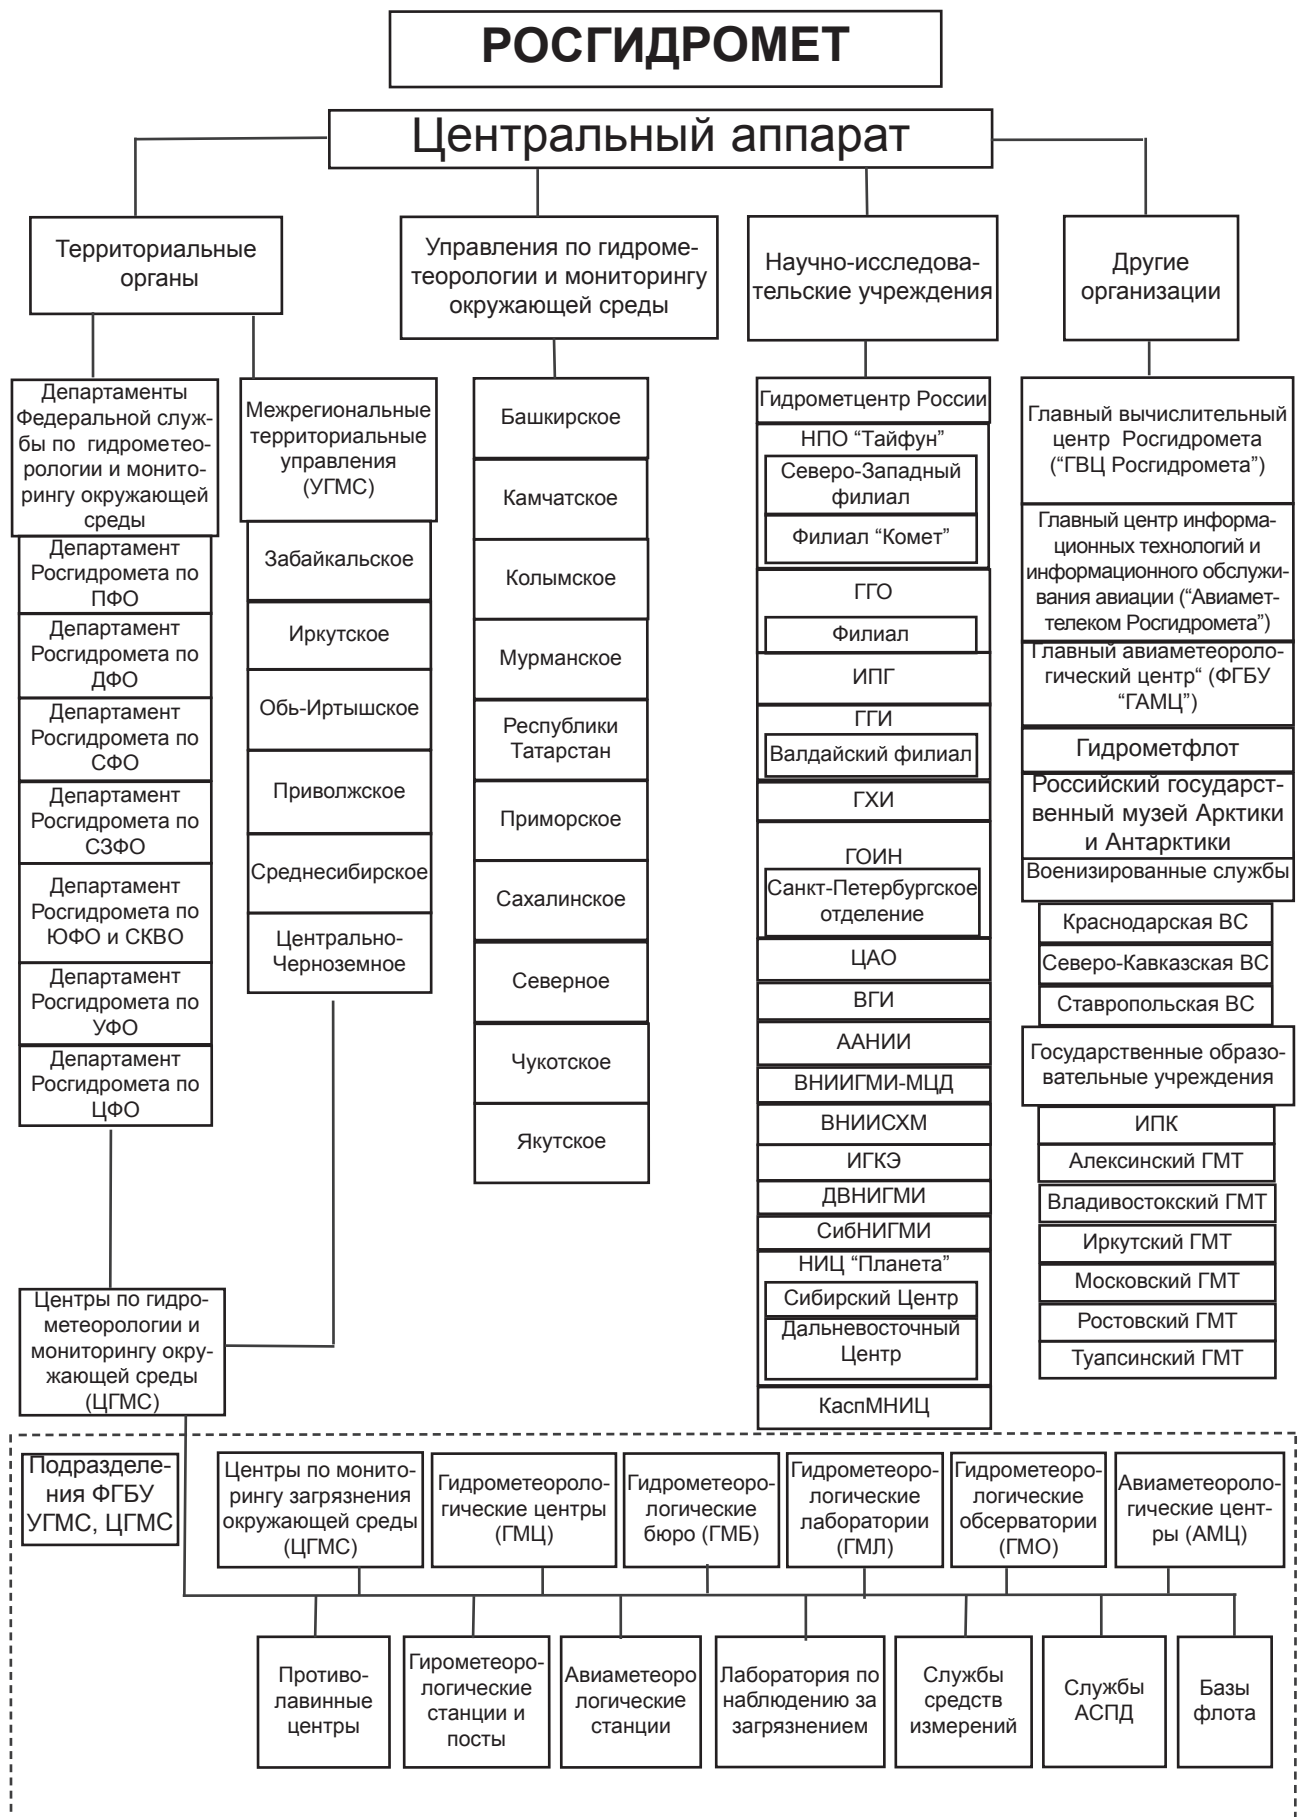 РОСГИДРОМЕТ
Центральный аппарат
Территориальные
органы
Управления по гидроме-
теорологии и мониторингу
окружающей среды
Научно-исследова-
тельские учреждения
Другие
организации
Департаменты
Федеральной служ-
бы по гидрометео-
рологии и монито-
рингу окружающей
среды
Департамент
Росгидромета по
ПФО
Департамент
Росгидромета по
ДФО
Департамент
Росгидромета по
СФО
Департамент
Росгидромета по
СЗФО
Департамент
Росгидромета по
ЮФО и СКВО
Департамент
Росгидромета по
УФО
Департамент
Росгидромета по
ЦФО
Межрегиональные
территориальные
управления
(УГМС)
Забайкальское
Иркутское
Обь-Иртышское
Приволжское
Среднесибирское
Центрально-
Черноземное
Центры по гидро-
метеорологии и
мониторингу окру-
жающей среды
(ЦГМС)
Башкирское
Камчатское
Колымское
Мурманское
Республики
Татарстан
Приморское
Сахалинское
Северное
Чукотское
Якутское
Гидрометцентр России
НПО “Тайфун”
Северо-Западный
филиал
Филиал “Комет”
ГГО
Филиал
ИПГ
ГГИ
Валдайский филиал
ГХИ
ГОИН
Санкт-Петербургское
отделение
ЦАО
ВГИ
ААНИИ
ВНИИГМИ-МЦД
ВНИИСХМ
ИГКЭ
ДВНИГМИ
СибНИГМИ
НИЦ “Планета”
Сибирский Центр
Дальневосточный
Центр
КаспМНИЦ
Главный вычислительный
центр Росгидромета
(“ГВЦ Росгидромета”)
Главный центр информа-
ционных технологий и
информационного обслужи-
вания авиации (“Авиамет-
телеком Росгидромета”)
Главный авиаметеороло-
гический центр“ (ФГБУ
“ГАМЦ”)
Гидрометфлот
Российский государст-
венный музей Арктики
и Антарктики
Военизированные службы
Краснодарская ВС
Северо-Кавказская ВС
Ставропольская ВС
Государственные образо-
вательные учреждения
ИПК
Алексинский ГМТ
Владивостокский ГМТ
Иркутский ГМТ
Московский ГМТ
Ростовский ГМТ
Туапсинский ГМТ
Подразделе-
ния ФГБУ
УГМС, ЦГМС
Центры по монито-
рингу загрязнения
окружающей среды
(ЦГМС)
Гидрометеороло-
гические центры
(ГМЦ)
Гидрометео-
рологические
бюро (ГМБ)
Гидрометео-
рологические
лаборатории
(ГМЛ)
Гидрометео-
рологические
обсерватории
(ГМО)
Авиаметеороло-
гические цент-
ры (АМЦ)
Противо-
лавинные
центры
Гирометеоро-
логические
станции и
посты
Авиаметеоро
логические
станции
Лаборатория по
наблюдению за
загрязнением
Службы
средств
измерений
Службы
АСПД
Базы
флота